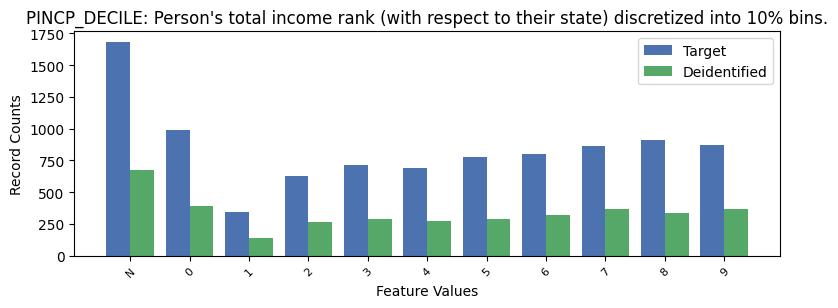 PINCP_DECILE: Person's total income rank (with respect to their state) discretized into 10% bins.
1750
1500
1250
1000
750
500
250
0
Record Counts
Target
Deidentified
N 0 1 2 3 4 5 6 7 8 9
Feature Values